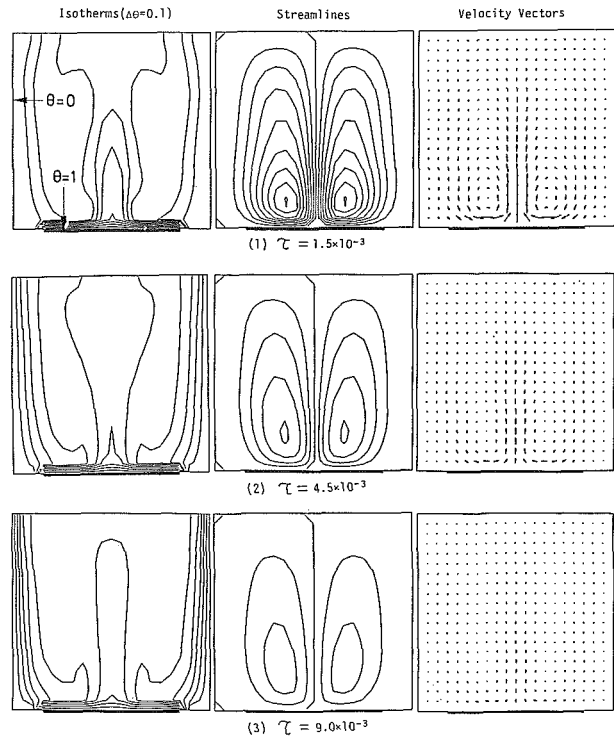 Isotherms(Δθ=0.1) Streamlines Velocity Vectors
θ=0
θ=1
(1) τ = 1.5×10⁻³
(2) τ = 4.5×10⁻³
(3) τ = 9.0×10⁻³